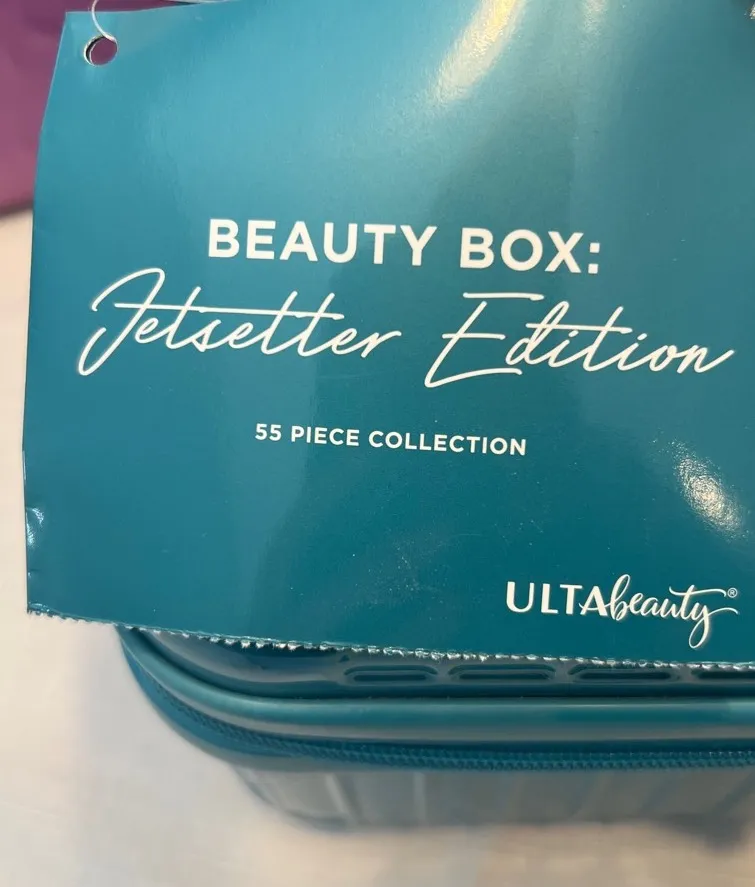 BEAUTY BOX:
Jetsetter Edition
55 PIECE COLLECTION
ULTAbeauty®